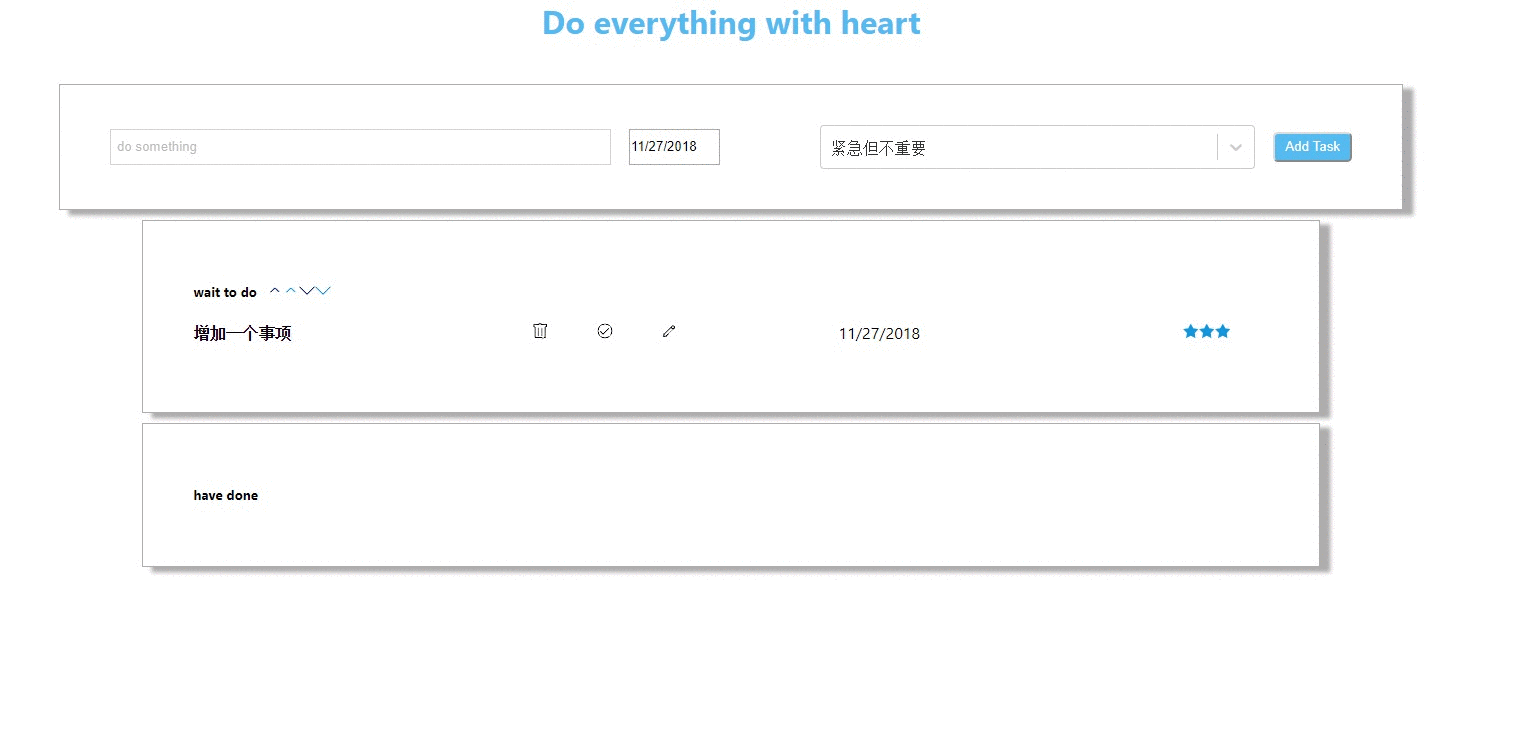 Do everything with heart
do something 11/27/2018 紧急但不重要 Add Task
wait to do
增加一个事项 11/27/2018
have done